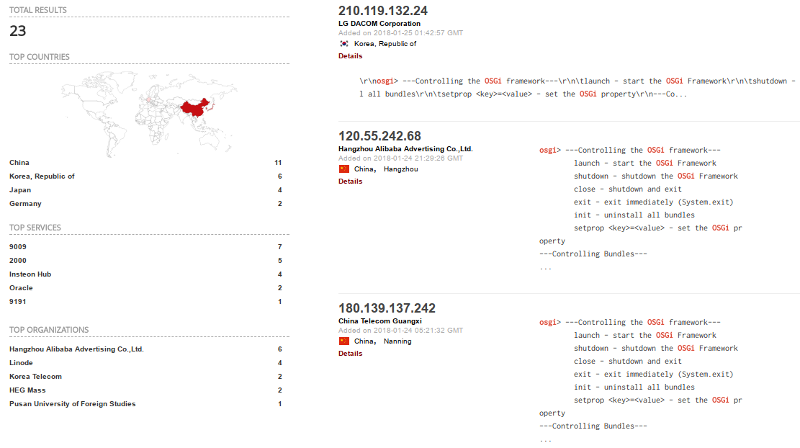 TOTAL RESULTS
23
TOP COUNTRIES
China 11
Korea, Republic of 6
Japan 4
Germany 2
TOP SERVICES
9009 7
2000 5
Insteon Hub 4
Oracle 2
9191 1
TOP ORGANIZATIONS
Hangzhou Alibaba Advertising Co.,Ltd. 6
Linode 4
Korea Telecom 2
HEG Mass 2
Pusan University of Foreign Studies 1
210.119.132.24
LG DACOM Corporation
Added on 2018-01-25 01:42:57 GMT
Korea, Republic of
Details
\r\nosgi> ---Controlling the OSGi framework---\r\n\tlaunch - start the OSGi Framework\r\n\tshutdown -
l all bundles\r\n\tsetprop <key>=<value> - set the OSGi property\r\n---Co...
120.55.242.68
Hangzhou Alibaba Advertising Co.,Ltd.
Added on 2018-01-24 21:29:26 GMT
China, Hangzhou
Details
osgi> ---Controlling the OSGi framework---
launch - start the OSGi Framework
shutdown - shutdown the OSGi Framework
close - shutdown and exit
exit - exit immediately (System.exit)
init - uninstall all bundles
setprop <key>=<value> - set the OSGi pr
operty
---Controlling Bundles---
...
180.139.137.242
China Telecom Guangxi
Added on 2018-01-24 05:21:32 GMT
China, Nanning
Details
osgi> ---Controlling the OSGi framework---
launch - start the OSGi Framework
shutdown - shutdown the OSGi Framework
close - shutdown and exit
exit - exit immediately (System.exit)
init - uninstall all bundles
setprop <key>=<value> - set the OSGi pr
operty
---Controlling Bundles---
...